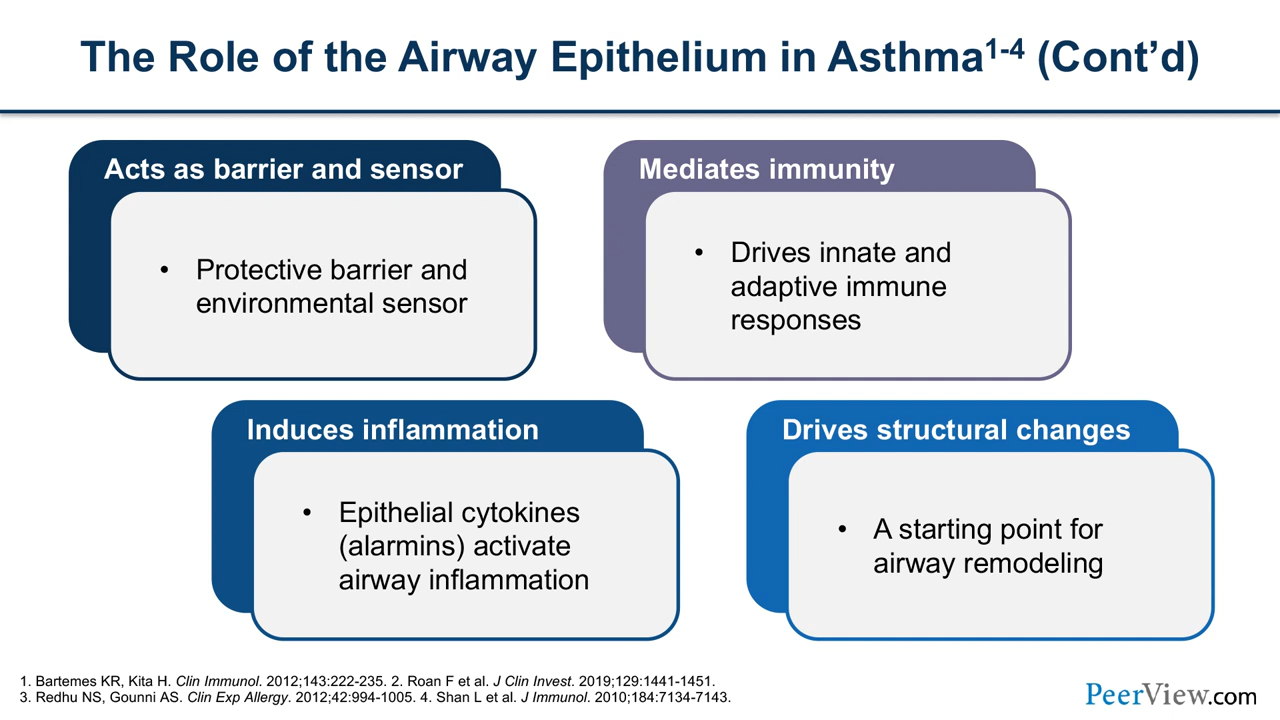 The Role of the Airway Epithelium in Asthma1-4 (Cont’d)
Acts as barrier and sensor
• Protective barrier and
environmental sensor
Mediates immunity
• Drives innate and
adaptive immune
responses
Induces inflammation
• Epithelial cytokines
(alarmins) activate
airway inflammation
Drives structural changes
• A starting point for
airway remodeling
1. Bartemes KR, Kita H. Clin Immunol. 2012;143:222-235. 2. Roan F et al. J Clin Invest. 2019;129:1441-1451.
3. Redhu NS, Gounni AS. Clin Exp Allergy. 2012;42:994-1005. 4. Shan L et al. J Immunol. 2010;184:7134-7143.
PeerView.com